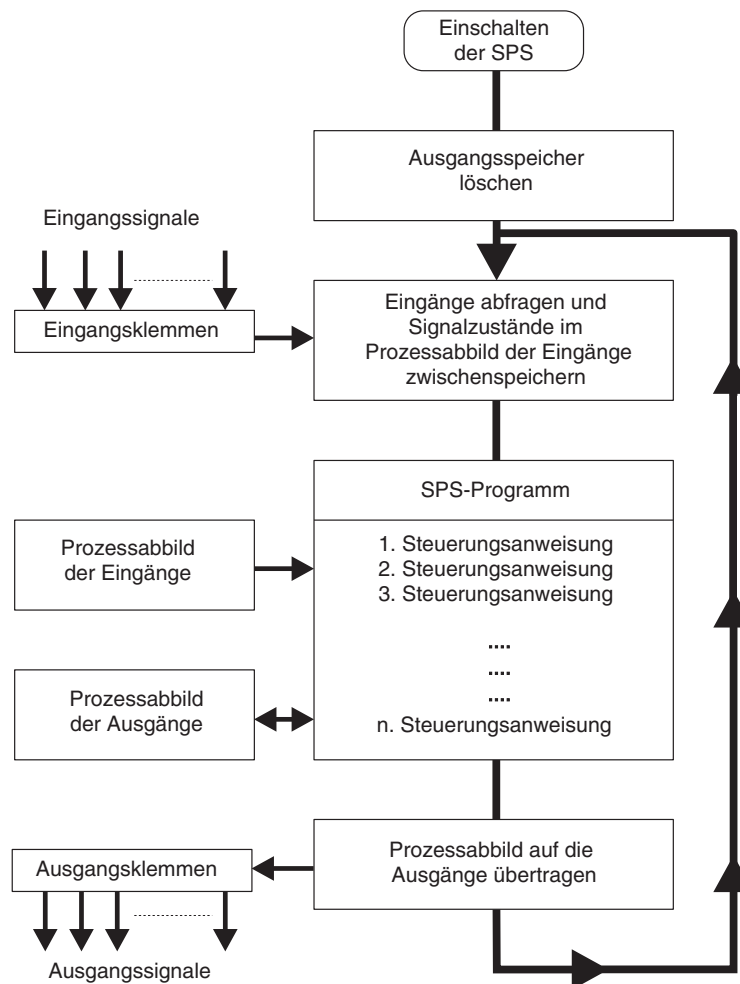 Einschalten
der SPS
Ausgangsspeicher
löschen
Eingangssignale
Eingangsklemmen
Eingänge abfragen und
Signalzustände im
Prozessabbild der Eingänge
zwischenspeichern
SPS-Programm
Prozessabbild
der Eingänge
1. Steuerungsanweisung
2. Steuerungsanweisung
3. Steuerungsanweisung
....
....
....
n. Steuerungsanweisung
Prozessabbild
der Ausgänge
Prozessabbild auf die
Ausgänge übertragen
Ausgangsklemmen
Ausgangssignale